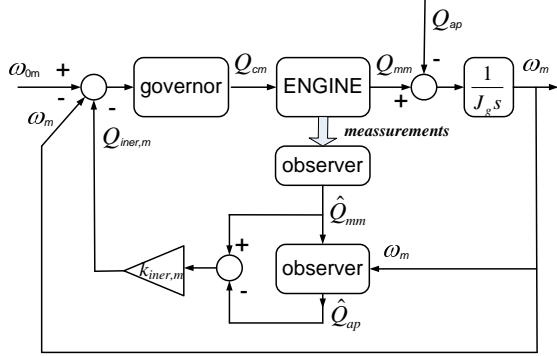 Q_ap
-
ω_0m
+
-
ω_m
-
governor
Q_cm
ENGINE
Q_mm
+
1
J_g s
ω_m
Q_iner,m
meassurements
observer
Q̂_mm
k_iner,m
+
-
observer
ω_m
Q̂_ap